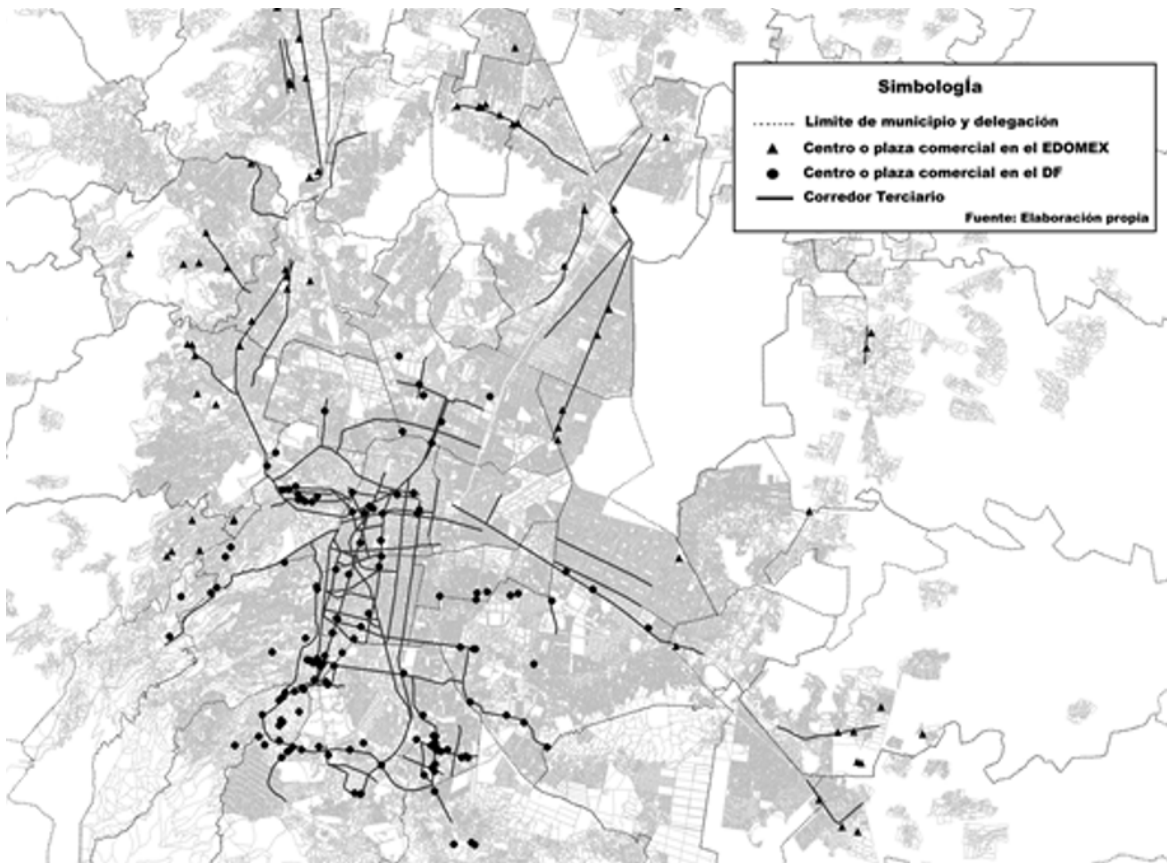 Simbología
Limite de municipio y delegación
Centro o plaza comercial en el EDOMEX
Centro o plaza comercial en el DF
Corredor Terciario
Fuente: Elaboración propia